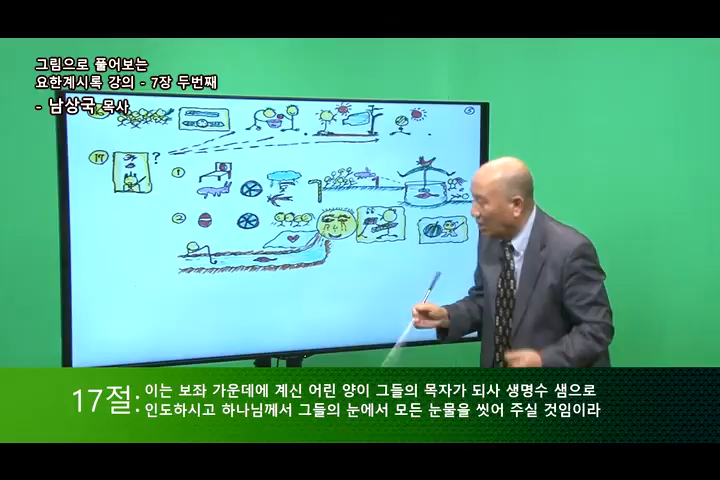 그림으로 풀어보는
요한계시록 강의 - 7장 두번째
- 남상국 목사
⑤
17 ?
①
②
17절: 이는 보좌 가운데에 계신 어린 양이 그들의 목자가 되사 생명수 샘으로
인도하시고 하나님께서 그들의 눈에서 모든 눈물을 씻어 주실 것임이라